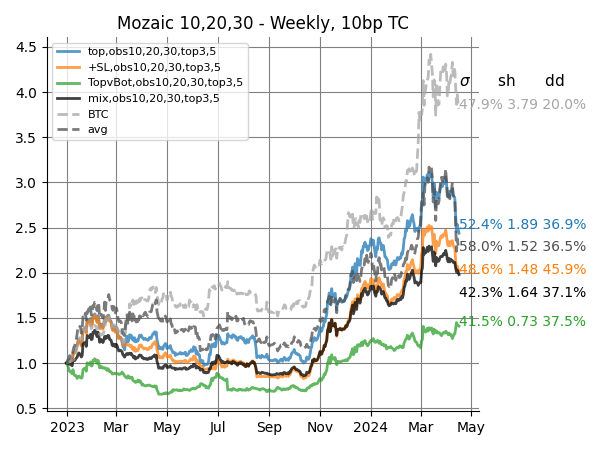 Mozaic 10,20,30 - Weekly, 10bp TC
top,obs10,20,30,top3,5
+SL,obs10,20,30,top3,5
TopvBot,obs10,20,30,top3,5
mix,obs10,20,30,top3,5
BTC
avg
σ sh dd
47.9% 3.79 20.0%
52.4% 1.89 36.9%
58.0% 1.52 36.5%
48.6% 1.48 45.9%
42.3% 1.64 37.1%
41.5% 0.73 37.5%
4.5
4.0
3.5
3.0
2.5
2.0
1.5
1.0
0.5
2023 Mar May Jul Sep Nov 2024 Mar May